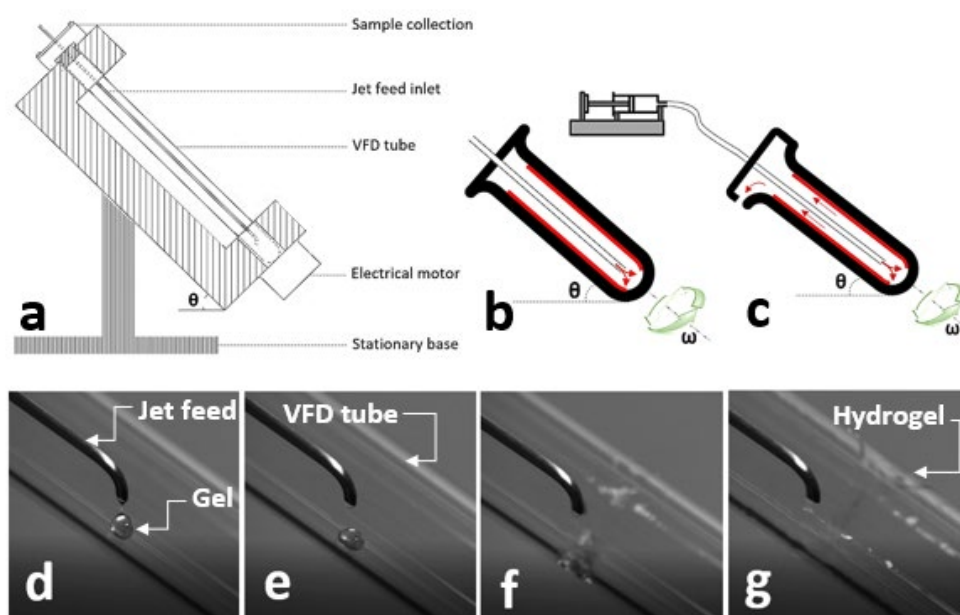 Sample collection
Jet feed inlet
VFD tube
Electrical motor
Stationary base
θ
a
θ
b
ω
θ
c
ω
Jet feed
Gel
d
VFD tube
e
f
Hydrogel
g